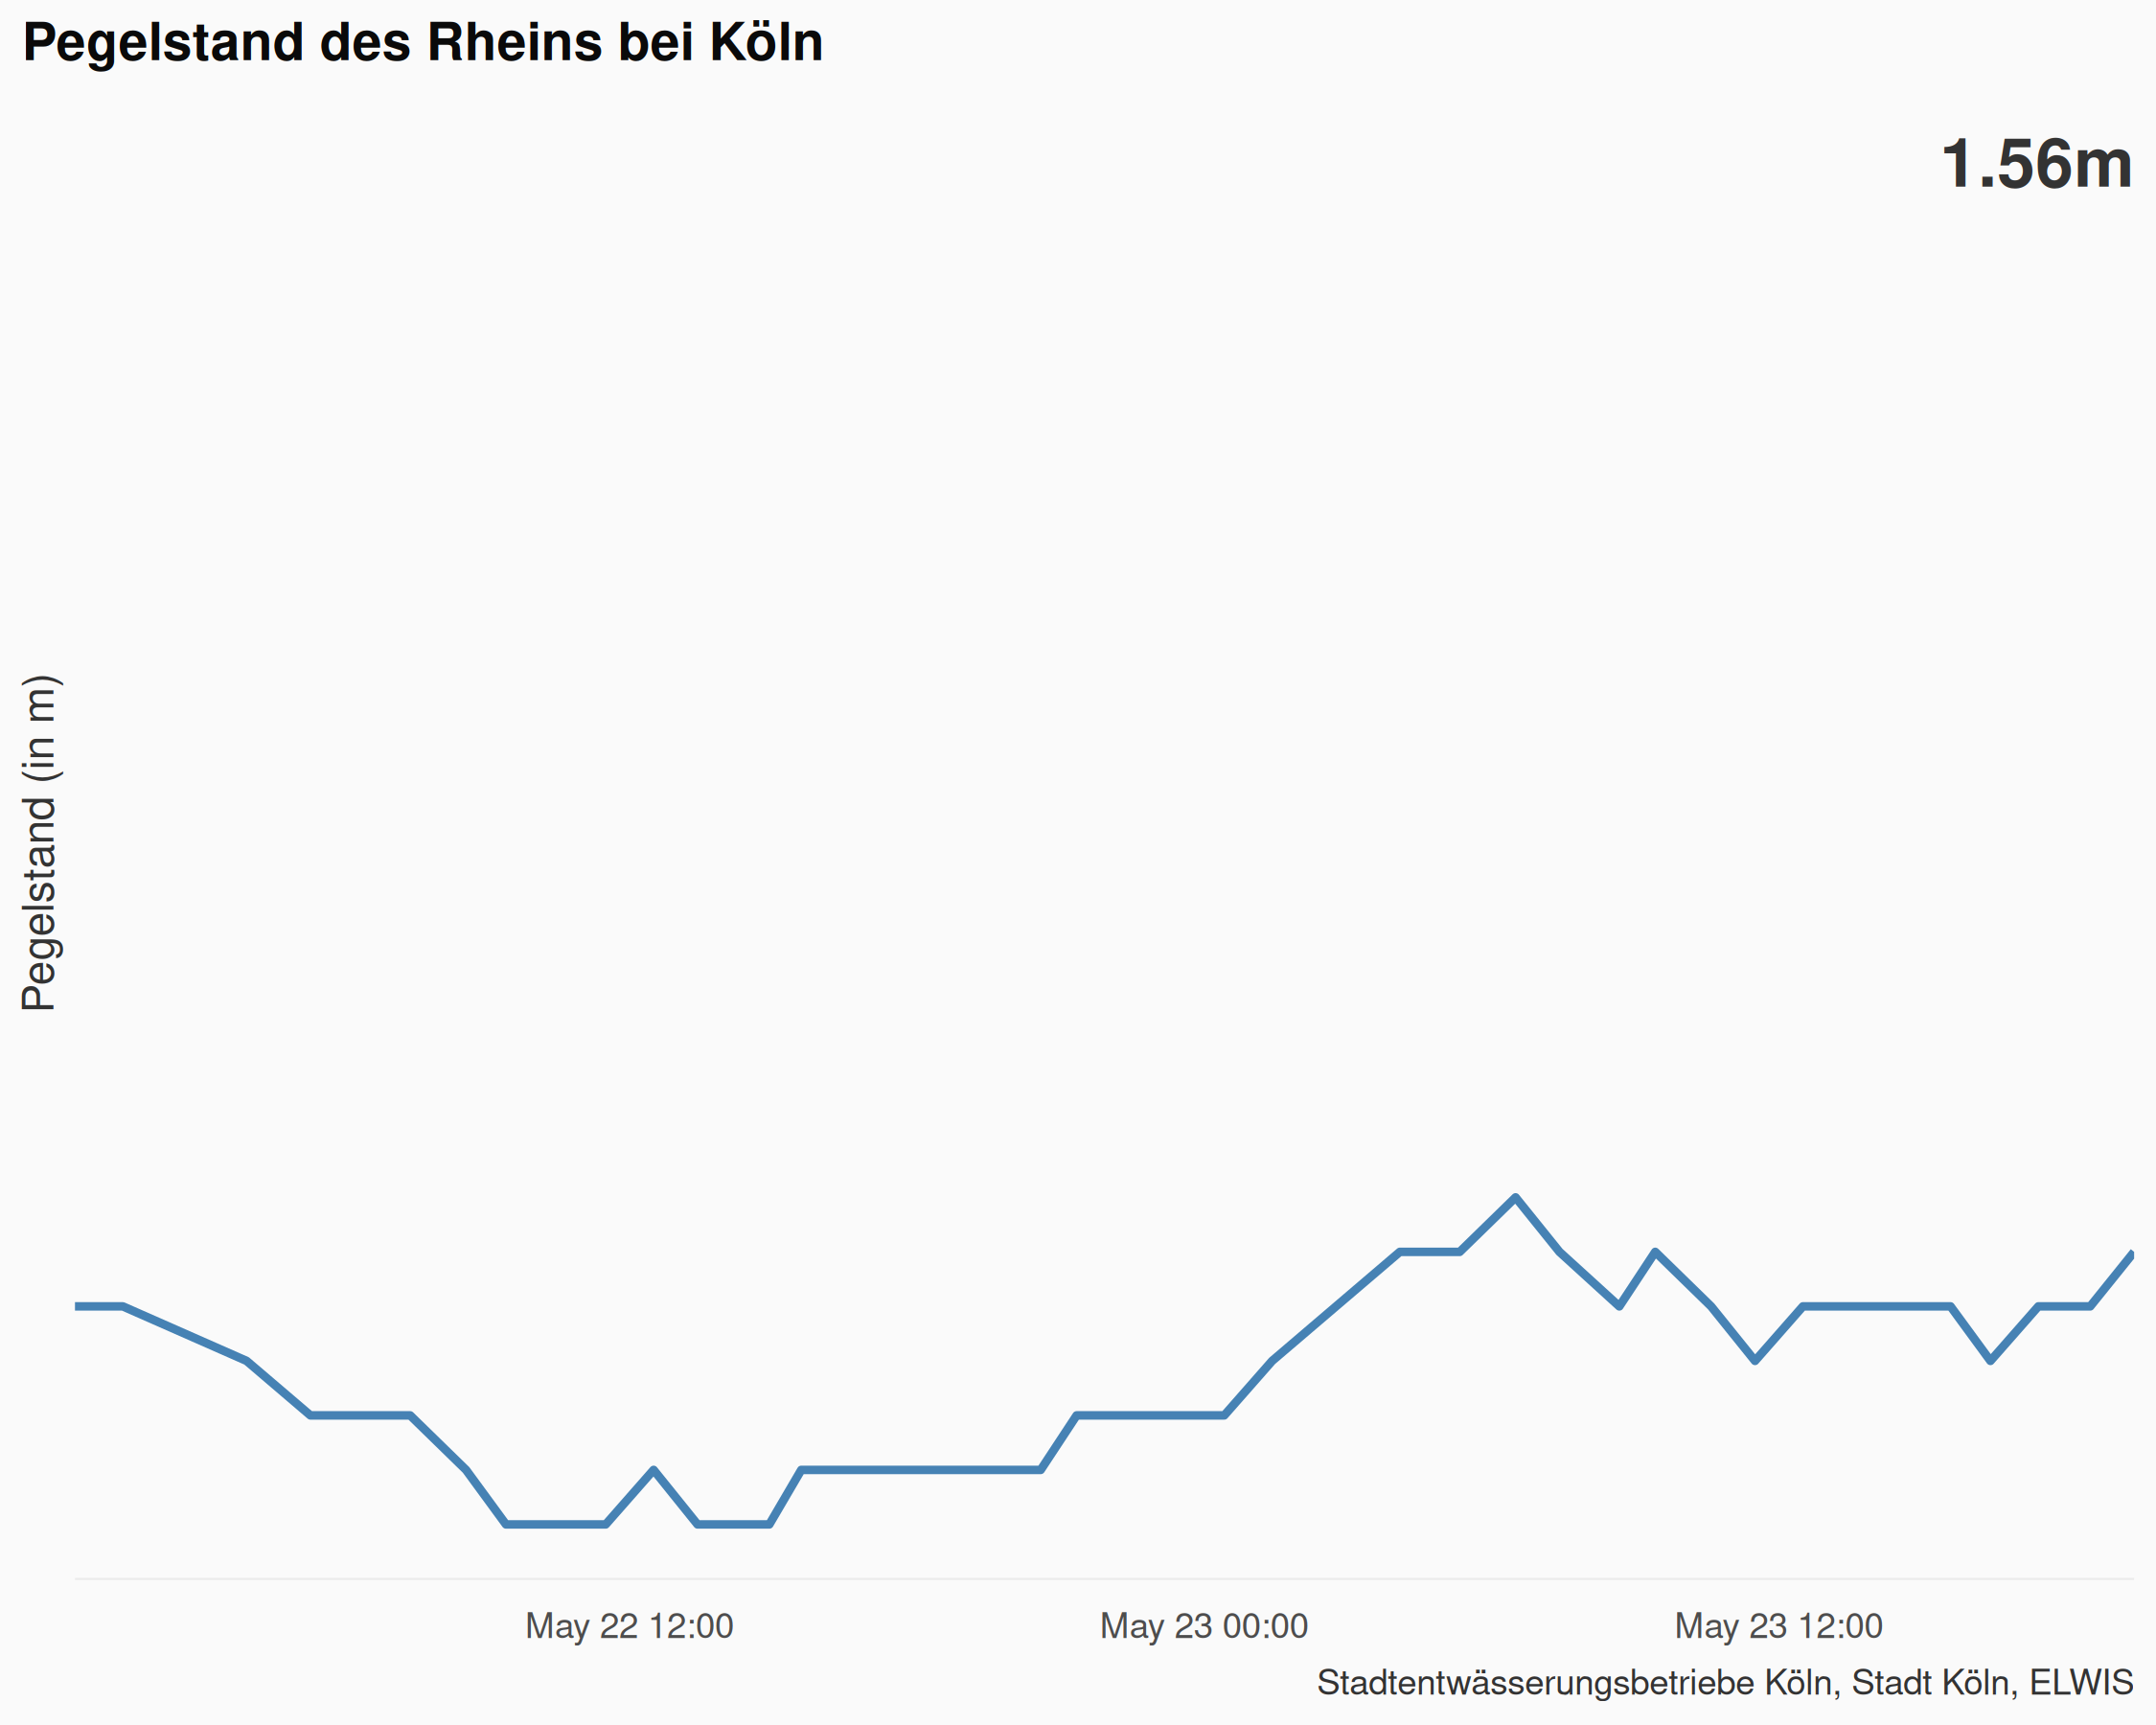 Pegelstand des Rheins bei Köln
1.56m
Pegelstand (in m)
May 22 12:00
May 23 00:00
May 23 12:00
Stadtentwässerungsbetriebe Köln, Stadt Köln, ELWIS